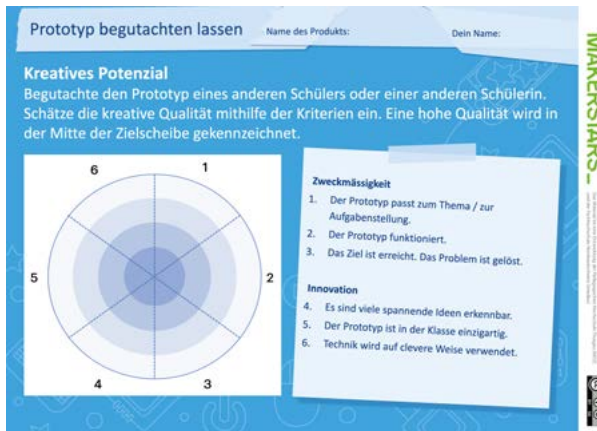 Prototyp begutachten lassen
Name des Produkts:
Dein Name:
Kreatives Potenzial
Begutachte den Prototyp eines anderen Schülers oder einer anderen Schülerin.
Schätze die kreative Qualität mithilfe der Kriterien ein. Eine hohe Qualität wird in
der Mitte der Zielscheibe gekennzeichnet.
6
1
5
2
4
3
Zweckmässigkeit
1. Der Prototyp passt zum Thema / zur
Aufgabenstellung.
2. Der Prototyp funktioniert.
3. Das Ziel ist erreicht. Das Problem ist gelöst.
Innovation
4. Es sind viele spannende Ideen erkennbar.
5. Der Prototyp ist in der Klasse einzigartig.
6. Technik wird auf clevere Weise verwendet.
MAKERSTARS_